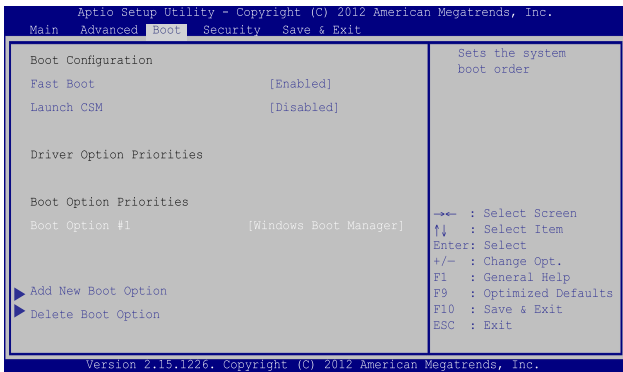 Aptio Setup Utility - Copyright (C) 2012 American Megatrends, Inc.
Main Advanced Boot Security Save & Exit
Boot Configuration
Fast Boot [Enabled]
Launch CSM [Disabled]
Driver Option Priorities
Boot Option Priorities
Boot Option #1 [Windows Boot Manager]
Add New Boot Option
Delete Boot Option
Sets the system
boot order
→← : Select Screen
↑↓ : Select Item
Enter: Select
+/— : Change Opt.
F1 : General Help
F9 : Optimized Defaults
F10 : Save & Exit
ESC : Exit
Version 2.15.1226. Copyright (C) 2012 American Megatrends, Inc.